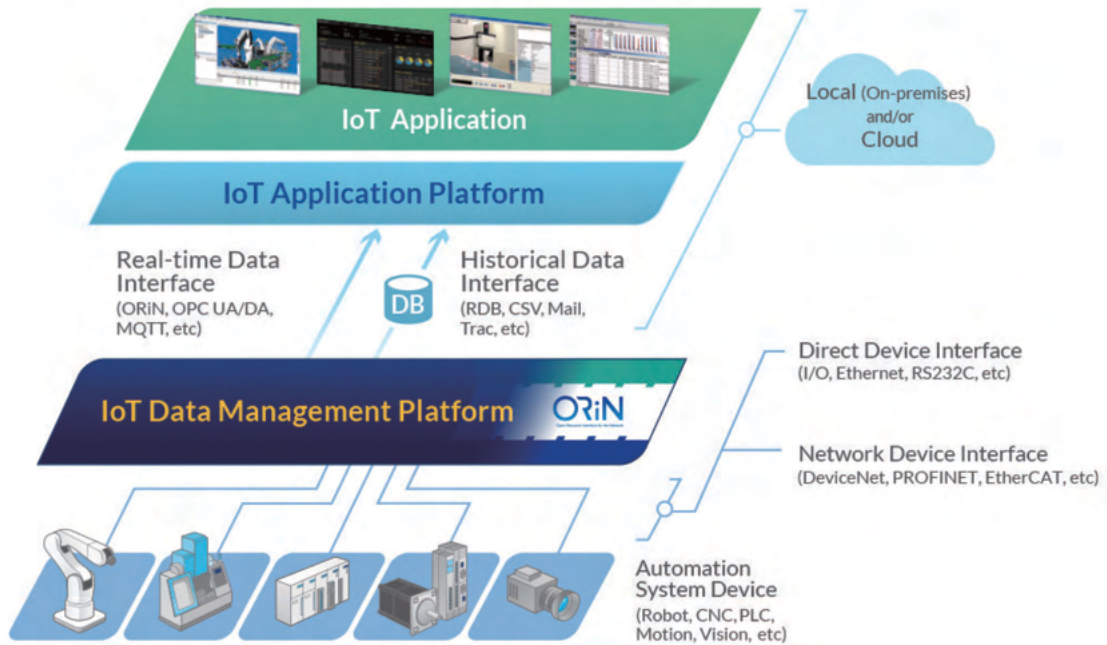 IoT Application
Local (On-premises)
and/or
Cloud
IoT Application Platform
Real-time Data
Interface
(ORiN, OPC UA/DA,
MQTT, etc)
DB
Historical Data
Interface
(RDB, CSV, Mail,
Trac, etc)
Direct Device Interface
(I/O, Ethernet, RS232C, etc)
IoT Data Management Platform
ORiN
Network Device Interface
(DeviceNet, PROFINET, EtherCAT, etc)
Automation
System Device
(Robot, CNC, PLC,
Motion, Vision, etc)